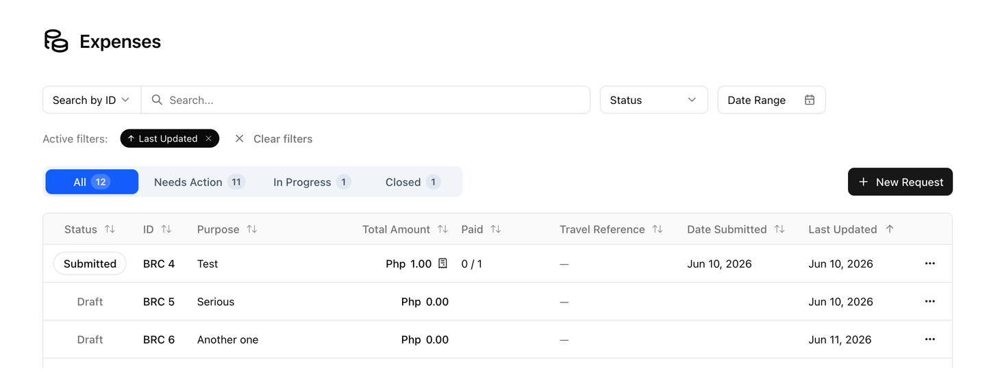 Expenses
Search by ID Search... Status Date Range
Active filters: ↑ Last Updated × × Clear filters
All 12 Needs Action 11 In Progress 1 Closed 1 + New Request
Status ID Purpose Total Amount Paid Travel Reference Date Submitted Last Updated
Submitted BRC 4 Test Php 1.00 0 / 1 — Jun 10, 2026 Jun 10, 2026 ···
Draft BRC 5 Serious Php 0.00 — Jun 10, 2026 ···
Draft BRC 6 Another one Php 0.00 — Jun 11, 2026 ···